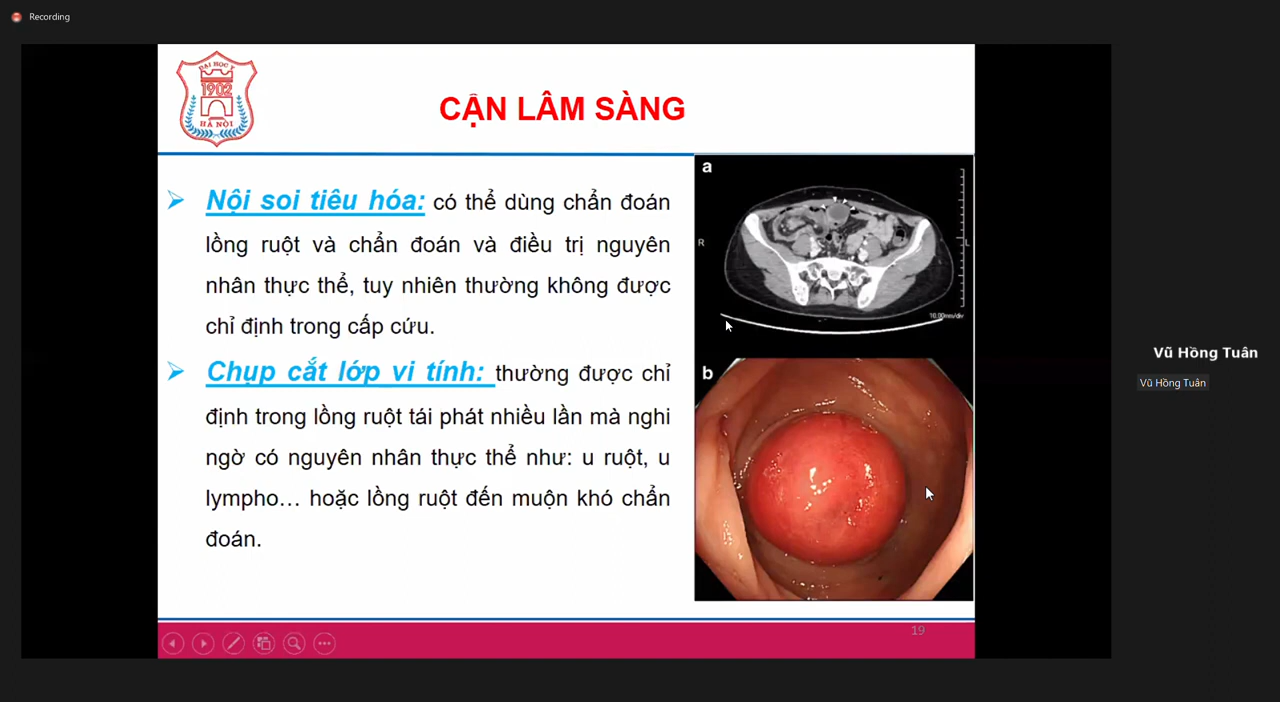 Recording
ĐẠI HỌC Y
1902
HÀ NỘI
CẬN LÂM SÀNG
Nội soi tiêu hóa: có thể dùng chẩn đoán
lồng ruột và chẩn đoán và điều trị nguyên
nhân thực thể, tuy nhiên thường không được
chỉ định trong cấp cứu.
Chụp cắt lớp vi tính: thường được chỉ
định trong lồng ruột tái phát nhiều lần mà nghi
ngờ có nguyên nhân thực thể như: u ruột, u
lympho… hoặc lồng ruột đến muộn khó chẩn
đoán.
a
R
L
10.00mm/div
b
Vũ Hồng Tuân
Vũ Hồng Tuân
19